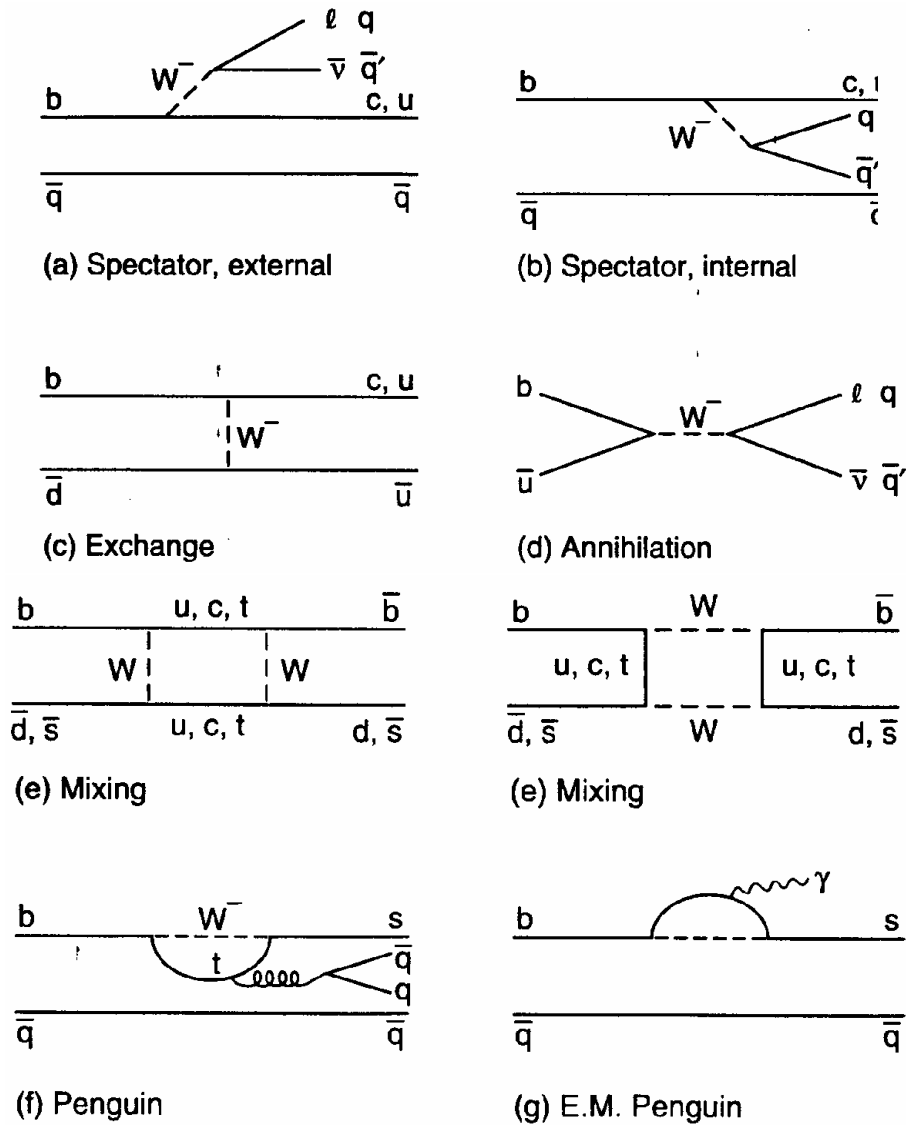 ℓ q
W⁻ ν̄ q̄′
b c, u
q̄ q̄
(a) Spectator, external
b c,
W⁻ q
q̄′
q̄
(b) Spectator, internal
b c, u
W⁻
d̄ ū
(c) Exchange
b W⁻ ℓ q
ū ν̄ q̄′
(d) Annihilation
b u, c, t b̄
W W
d̄, s̄ u, c, t d, s̄
(e) Mixing
b W b̄
u, c, t u, c, t
d̄, s̄ W d, s̄
(e) Mixing
b W⁻ s
t q̄
q
q̄ q̄
(f) Penguin
γ
b s
q̄ q̄
(g) E.M. Penguin